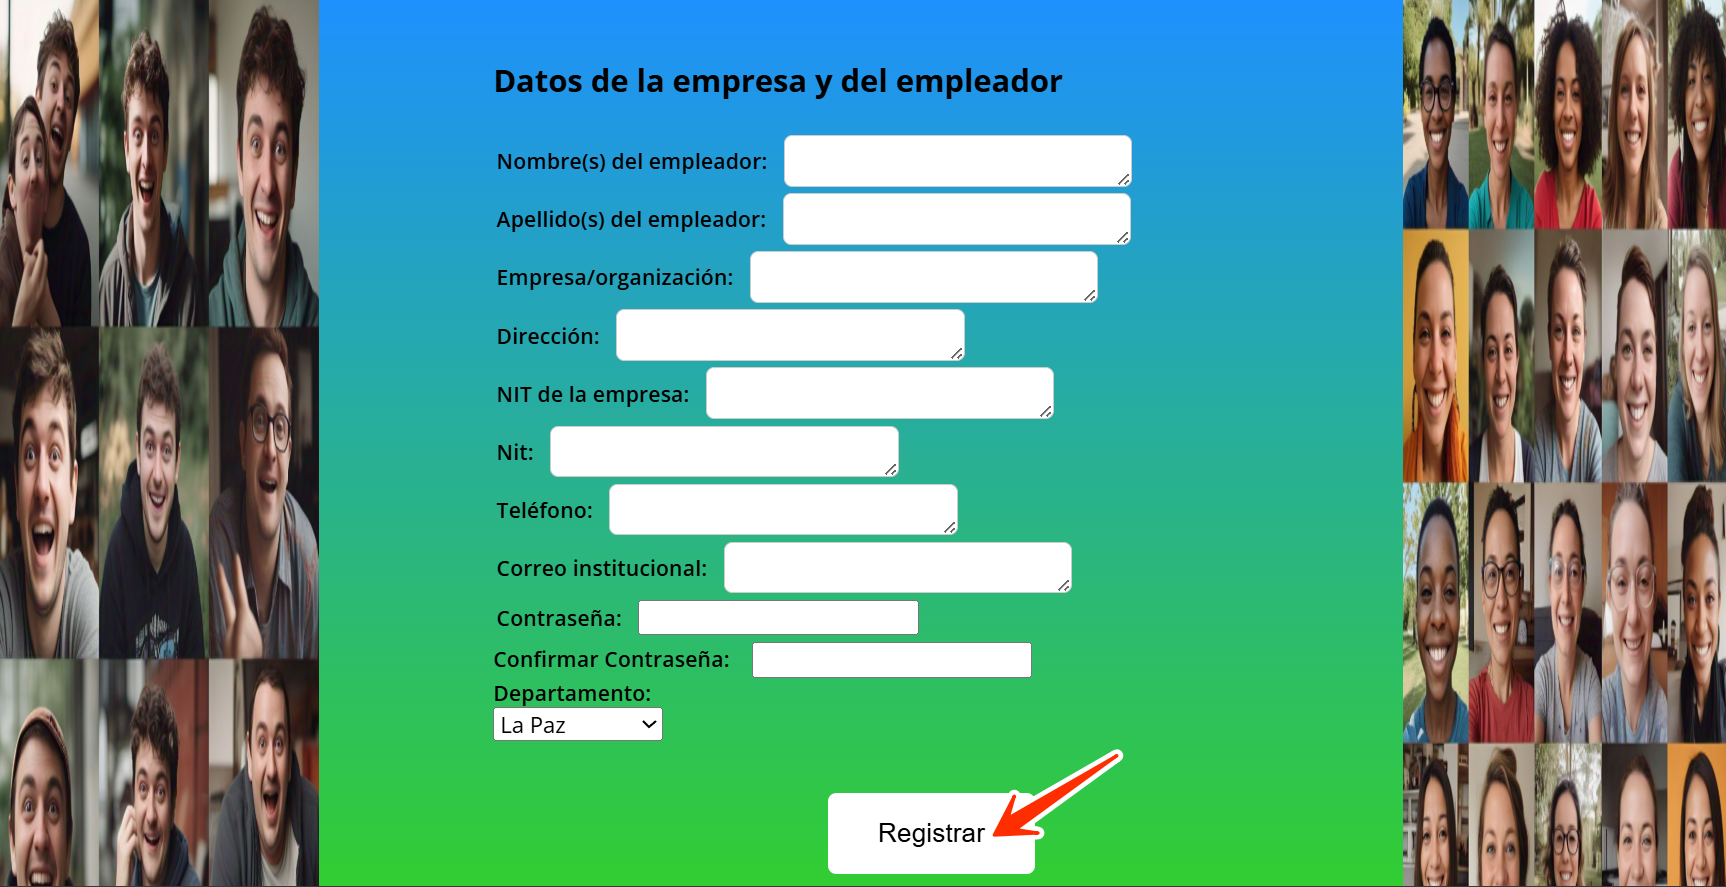 Datos de la empresa y del empleador
Nombre(s) del empleador:
Apellido(s) del empleador:
Empresa/organización:
Dirección:
NIT de la empresa:
Nit:
Teléfono:
Correo institucional:
Contraseña:
Confirmar Contraseña:
Departamento:
La Paz
Registrar